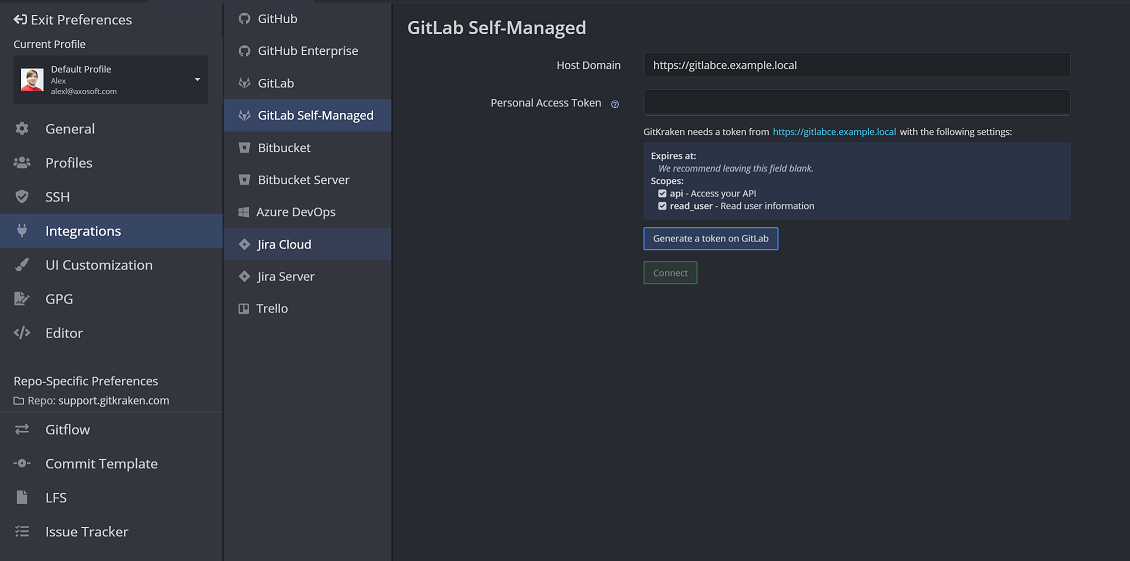 Exit Preferences
Current Profile
Default Profile
Alex
alexl@axosoft.com
General
Profiles
SSH
Integrations
UI Customization
GPG
Editor
Repo-Specific Preferences
Repo: support.gitkraken.com
Gitflow
Commit Template
LFS
Issue Tracker
GitHub
GitHub Enterprise
GitLab
GitLab Self-Managed
Bitbucket
Bitbucket Server
Azure DevOps
Jira Cloud
Jira Server
Trello
GitLab Self-Managed
Host Domain https://gitlabce.example.local
Personal Access Token
GitKraken needs a token from https://gitlabce.example.local with the following settings:
Expires at:
We recommend leaving this field blank.
Scopes:
api - Access your API
read_user - Read user information
Generate a token on GitLab
Connect